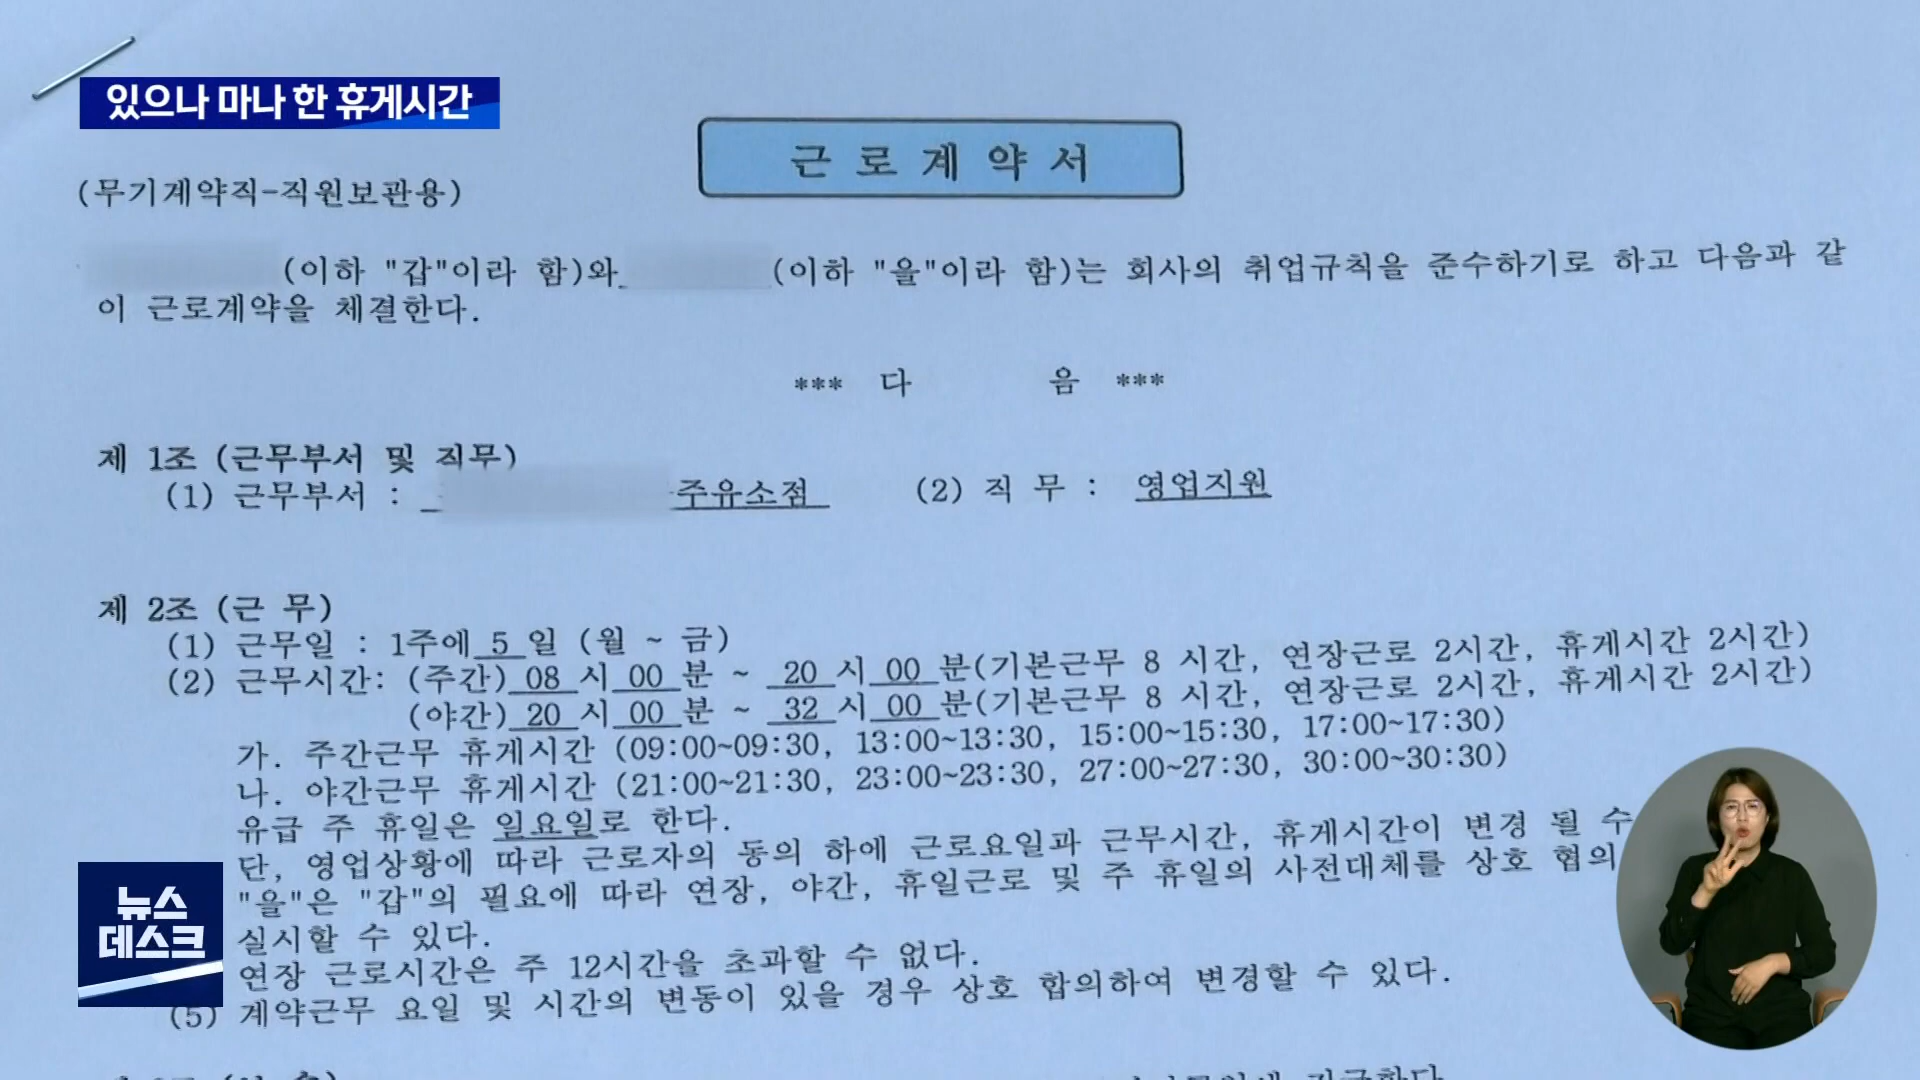 있으나 마나 한 휴게시간
근 로 계 약 서
(무기계약직-직원보관용)
(이하 "갑"이라 함)와 (이하 "을"이라 함)는 회사의 취업규칙을 준수하기로 하고 다음과 같
이 근로계약을 체결한다.
*** 다 음 ***
제 1조 (근무부서 및 직무)
(1) 근무부서 : 주유소점 (2) 직 무 : 영업지원
제 2조 (근 무)
(1) 근무일 : 1주에 5 일 (월 ~ 금)
(2) 근무시간: (주간) 08 시 00 분 ~ 20 시 00 분(기본근무 8 시간, 연장근로 2시간, 휴게시간 2시간)
(야간) 20 시 00 분 ~ 32 시 00 분(기본근무 8 시간, 연장근로 2시간, 휴게시간 2시간)
가. 주간근무 휴게시간 (09:00~09:30, 13:00~13:30, 15:00~15:30, 17:00~17:30)
나. 야간근무 휴게시간 (21:00~21:30, 23:00~23:30, 27:00~27:30, 30:00~30:30)
유급 주 휴일은 일요일로 한다.
단, 영업상황에 따라 근로자의 동의 하에 근로요일과 근무시간, 휴게시간이 변경 될 수
"을"은 "갑"의 필요에 따라 연장, 야간, 휴일근로 및 주 휴일의 사전대체를 상호 협의
실시할 수 있다.
연장 근로시간은 주 12시간을 초과할 수 없다.
(5) 계약근무 요일 및 시간의 변동이 있을 경우 상호 합의하여 변경할 수 있다.
뉴스
데스크